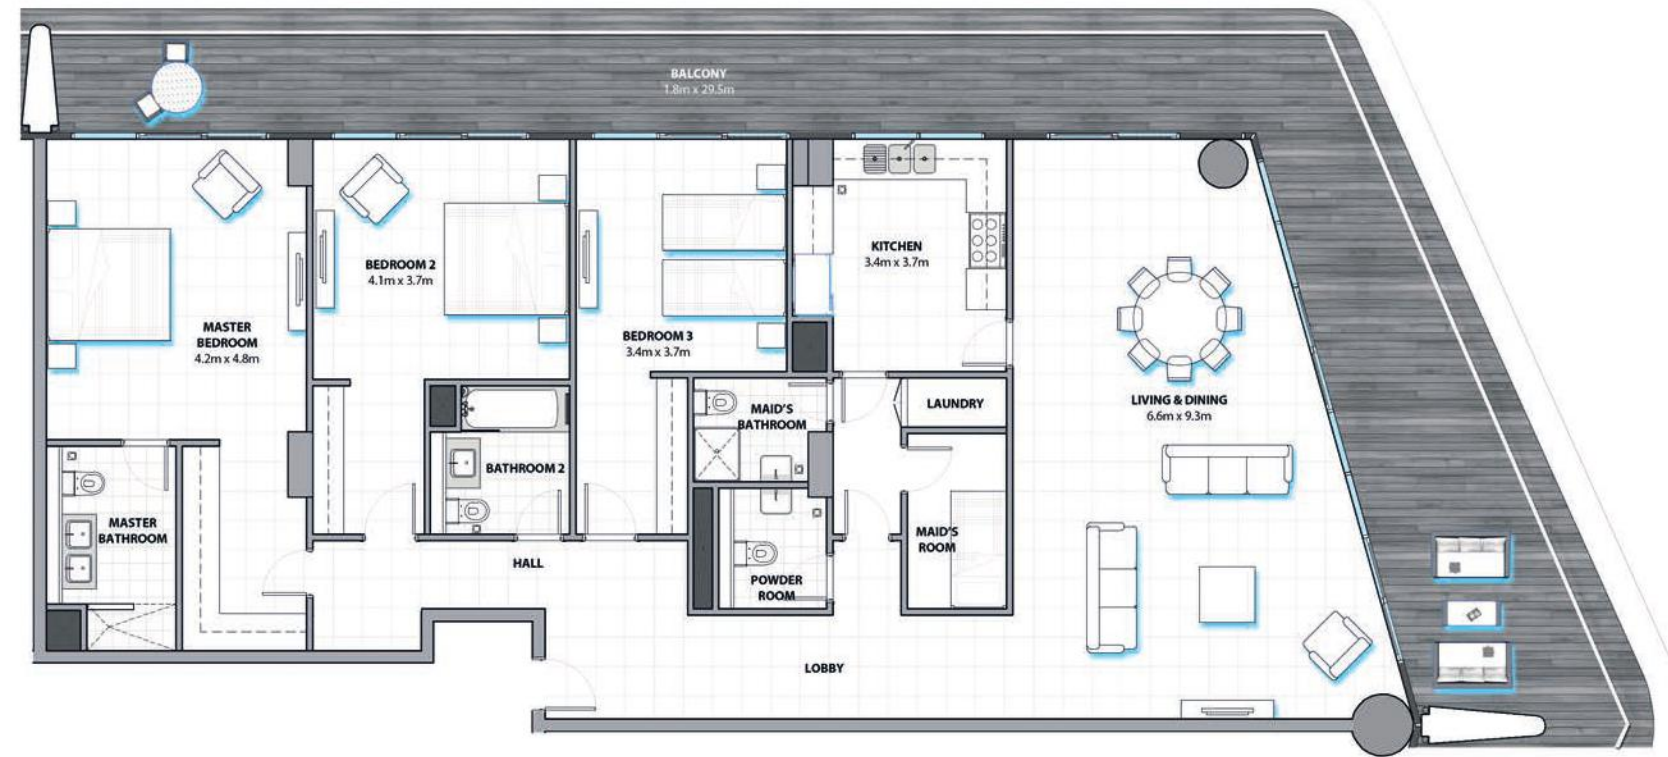 BALCONY
1.8m x 29.5m
MASTER
BEDROOM
4.2m x 4.8m
BEDROOM 2
4.1m x 3.7m
BEDROOM 3
3.4m x 3.7m
KITCHEN
3.4m x 3.7m
LIVING & DINING
6.6m x 9.3m
LAUNDRY
MAID'S
BATHROOM
BATHROOM 2
MASTER
BATHROOM
MAID'S
ROOM
HALL
POWDER
ROOM
LOBBY